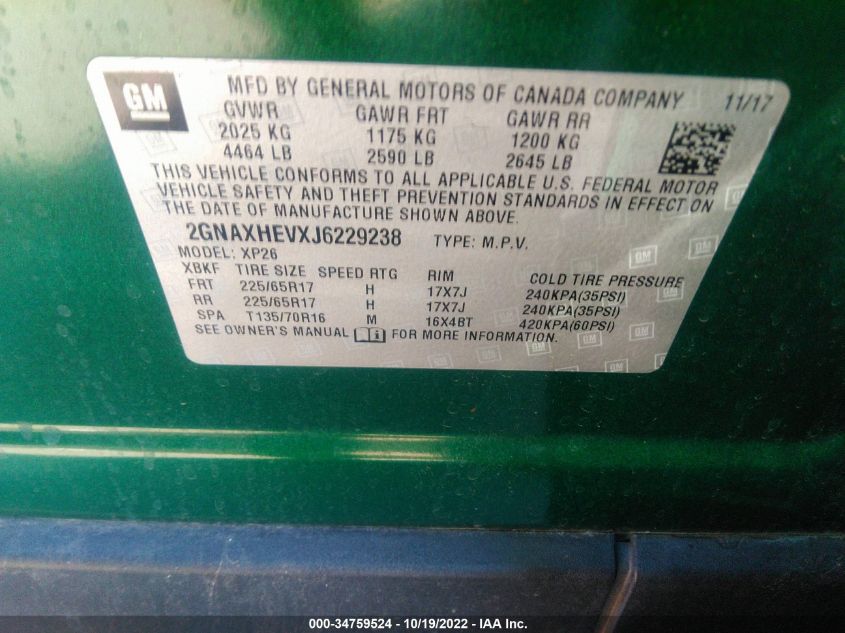 GM MFD BY GENERAL MOTORS OF CANADA COMPANY 11/17
GVWR GAWR FRT GAWR RR
2025 KG 1175 KG 1200 KG
4464 LB 2590 LB 2645 LB
THIS VEHICLE CONFORMS TO ALL APPLICABLE U.S. FEDERAL MOTOR
VEHICLE SAFETY AND THEFT PREVENTION STANDARDS IN EFFECT ON
THE DATE OF MANUFACTURE SHOWN ABOVE.
2GNAXHEVXJ6229238 TYPE: M.P.V.
MODEL: XP26
XBKF TIRE SIZE SPEED RTG RIM COLD TIRE PRESSURE
FRT 225/65R17 H 17X7J 240KPA(35PSI)
RR 225/65R17 H 17X7J 240KPA(35PSI)
SPA T135/70R16 M 16X4BT 420KPA(60PSI)
SEE OWNER'S MANUAL FOR MORE INFORMATION.
000-34759524 - 10/19/2022 - IAA Inc.